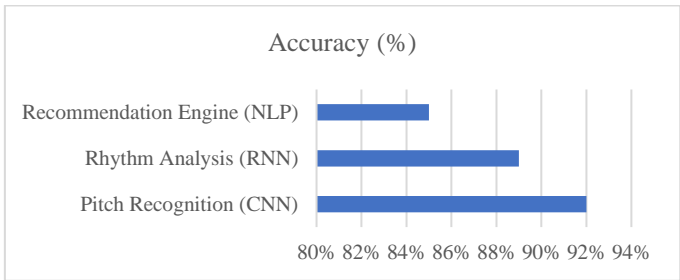 Accuracy (%)
Recommendation Engine (NLP)
Rhythm Analysis (RNN)
Pitch Recognition (CNN)
80% 82% 84% 86% 88% 90% 92% 94%